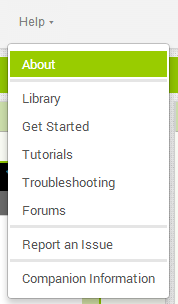 Help
About
Library
Get Started
Tutorials
Troubleshooting
Forums
Report an Issue
Companion Information